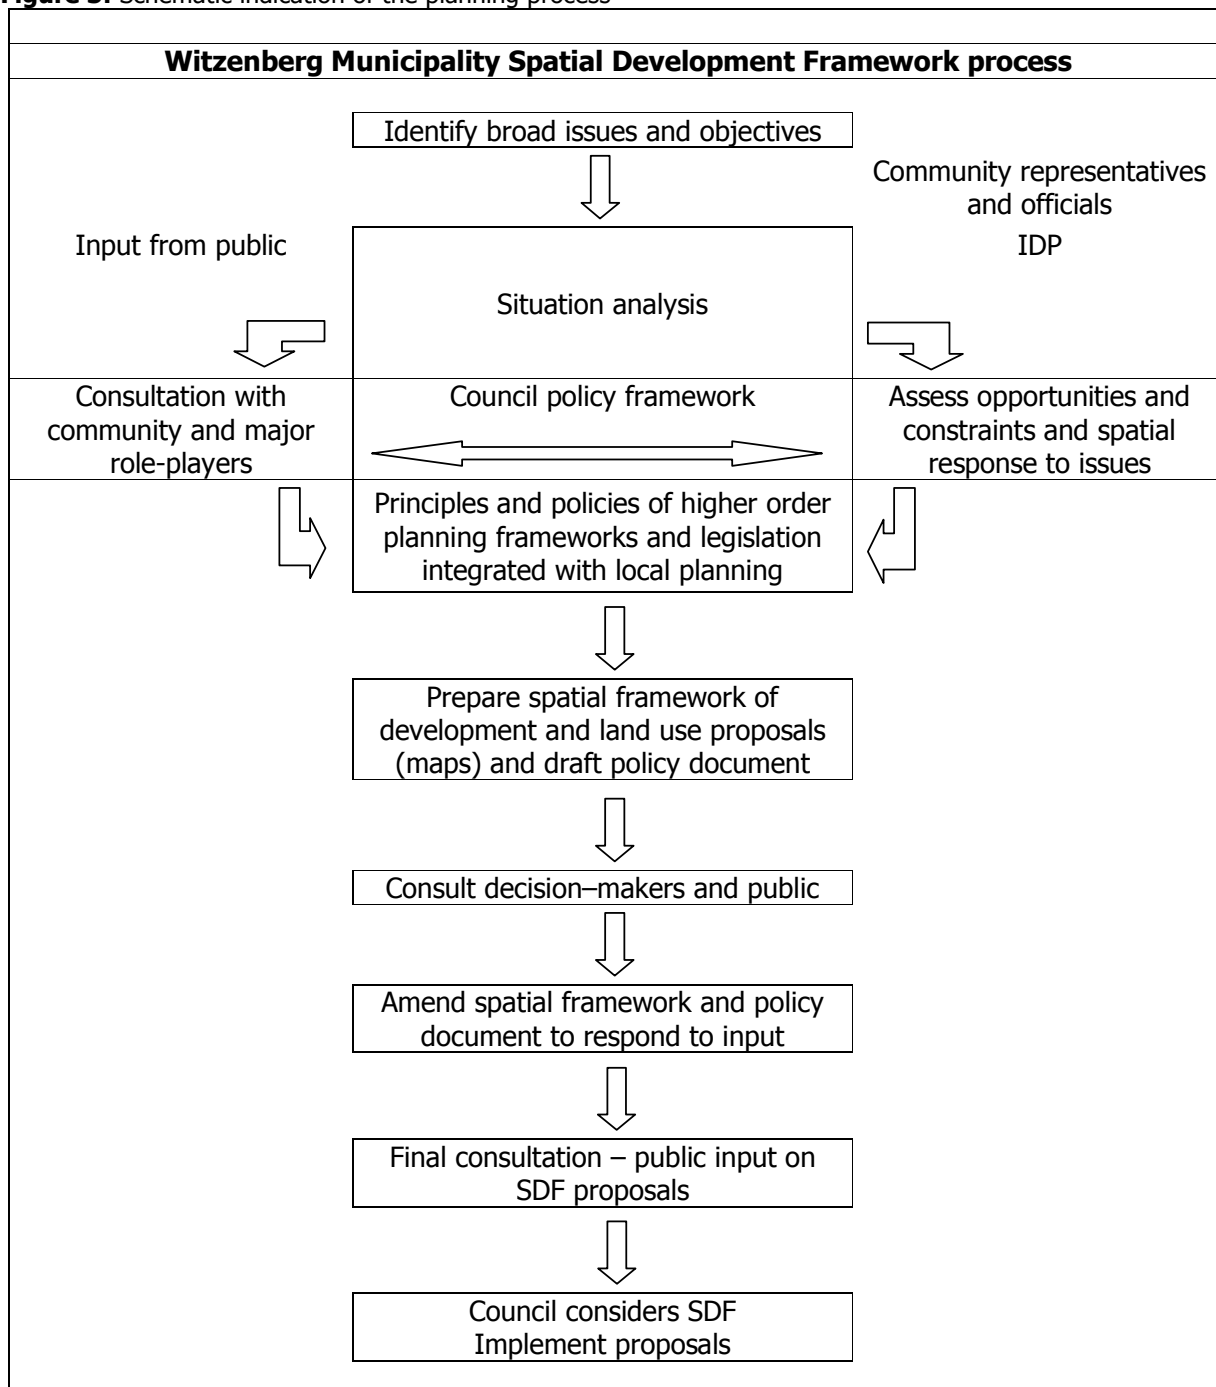 Figure 3: Schematic indication of the planning process
Witzenberg Municipality Spatial Development Framework process
Identify broad issues and objectives
Community representatives
and officials
Input from public
IDP
Situation analysis
Consultation with
community and major
role-players
Council policy framework
Assess opportunities and
constraints and spatial
response to issues
Principles and policies of higher order
planning frameworks and legislation
integrated with local planning
Prepare spatial framework of
development and land use proposals
(maps) and draft policy document
Consult decision–makers and public
Amend spatial framework and policy
document to respond to input
Final consultation – public input on
SDF proposals
Council considers SDF
Implement proposals